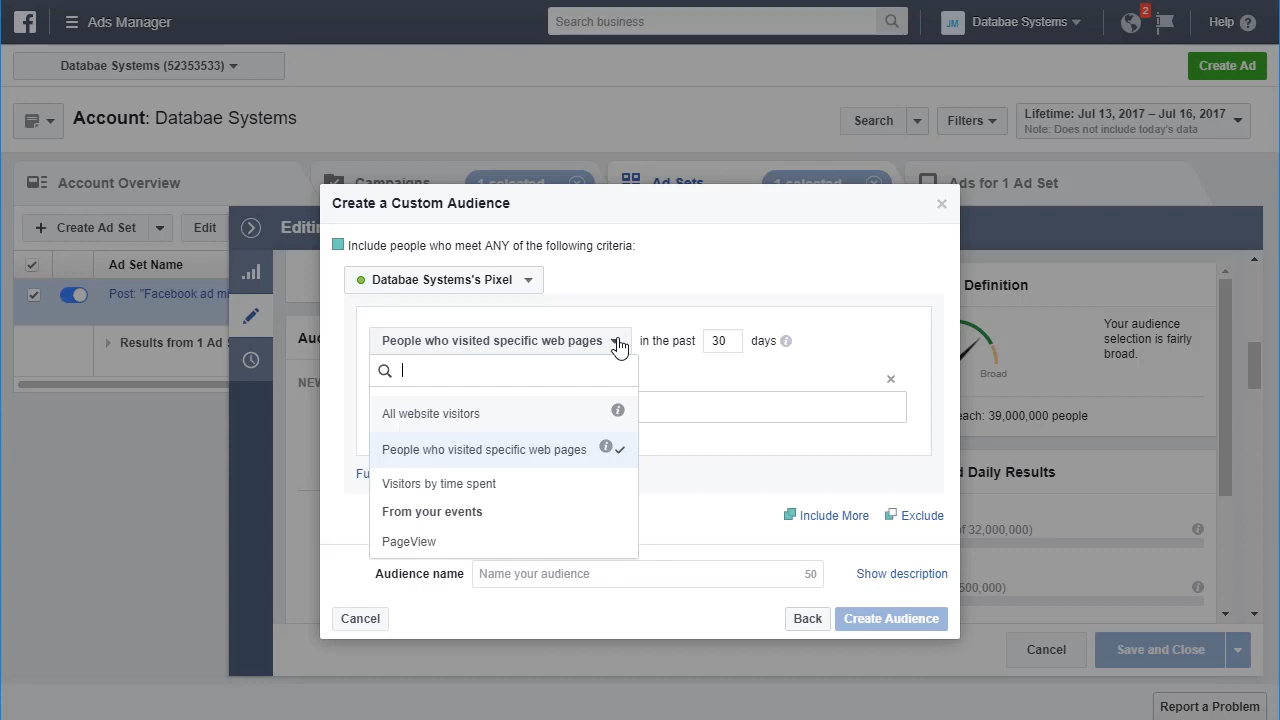 Ads Manager
Search business
JM
Databae Systems
2
Help
Databae Systems (52353533)
Create Ad
Account: Databae Systems
Search
Filters
Lifetime: Jul 13, 2017 – Jul 16, 2017
Note: Does not include today's data
Account Overview
Campaigns
1 selected
Ad Sets
1 selected
Ads for 1 Ad Set
Create Ad Set
Edit
Editi
Ad Set Name
Post: "Facebook ad m
Results from 1 Ad S
Aud
NEW
Create a Custom Audience
Include people who meet ANY of the following criteria:
Databae Systems's Pixel
People who visited specific web pages
in the past
30
days
All website visitors
People who visited specific web pages
Visitors by time spent
From your events
PageView
Fu
Include More
Exclude
Audience name
Name your audience
50
Show description
Cancel
Back
Create Audience
Definition
Your audience
selection is fairly
broad.
Broad
each: 39,000,000 people
d Daily Results
of 32,000,000)
500,000)
Cancel
Save and Close
Report a Problem